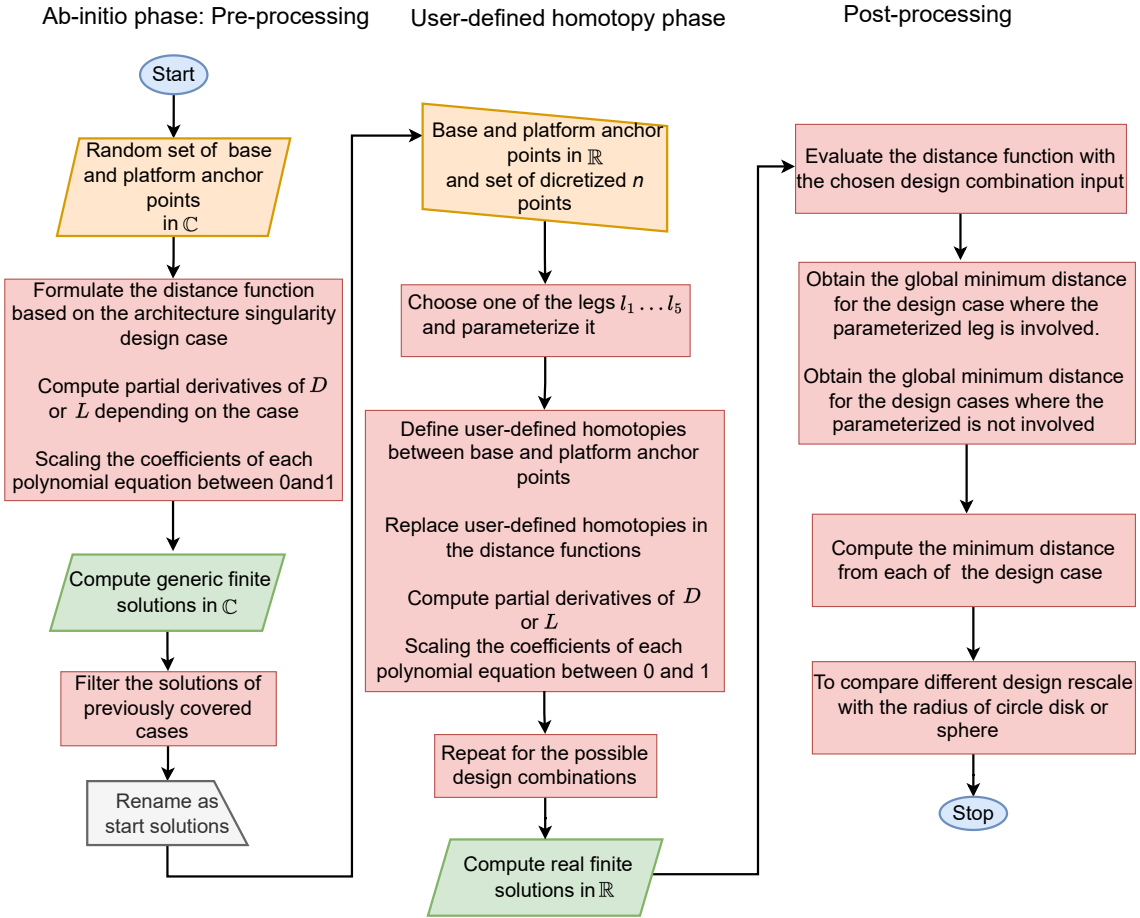 Ab-initio phase: Pre-processing
Start
Random set of base
and platform anchor
points
in ℂ
Formulate the distance function
based on the architecture singularity
design case
Compute partial derivatives of D
or L depending on the case
Scaling the coefficients of each
polynomial equation between 0and1
Compute generic finite
solutions in ℂ
Filter the solutions of
previously covered
cases
Rename as
start solutions
User-defined homotopy phase
Base and platform anchor
points in ℝ
and set of dicretized n
points
Choose one of the legs l₁ … l₅
and parameterize it
Define user-defined homotopies
between base and platform anchor
points
Replace user-defined homotopies in
the distance functions
Compute partial derivatives of D
or L
Scaling the coefficients of each
polynomial equation between 0 and 1
Repeat for the possible
design combinations
Compute real finite
solutions in ℝ
Post-processing
Evaluate the distance function with
the chosen design combination input
Obtain the global minimum distance
for the design case where the
parameterized leg is involved.
Obtain the global minimum distance
for the design cases where the
parameterized is not involved
Compute the minimum distance
from each of the design case
To compare different design rescale
with the radius of circle disk or
sphere
Stop